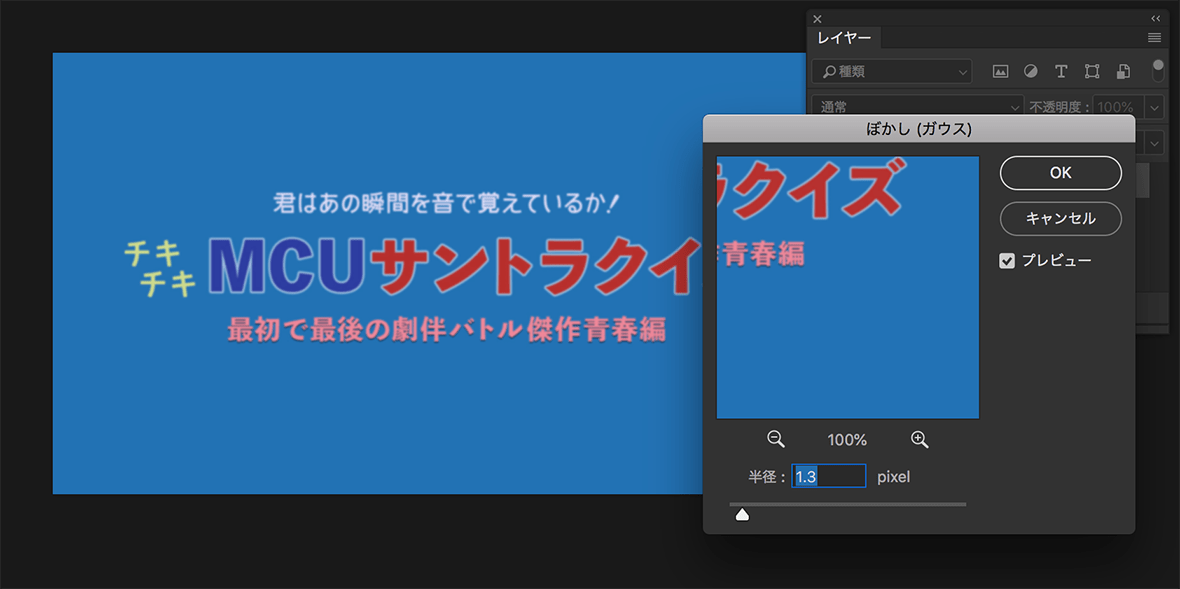 レイヤー
種類
通常
不透明度：
100%
君はあの瞬間を音で覚えているか！
チキ
チキ
MCUサントラクイ
最初で最後の劇伴バトル傑作青春編
ぼかし (ガウス)
ラクイズ
青春編
OK
キャンセル
プレビュー
100%
半径：
1.3
pixel